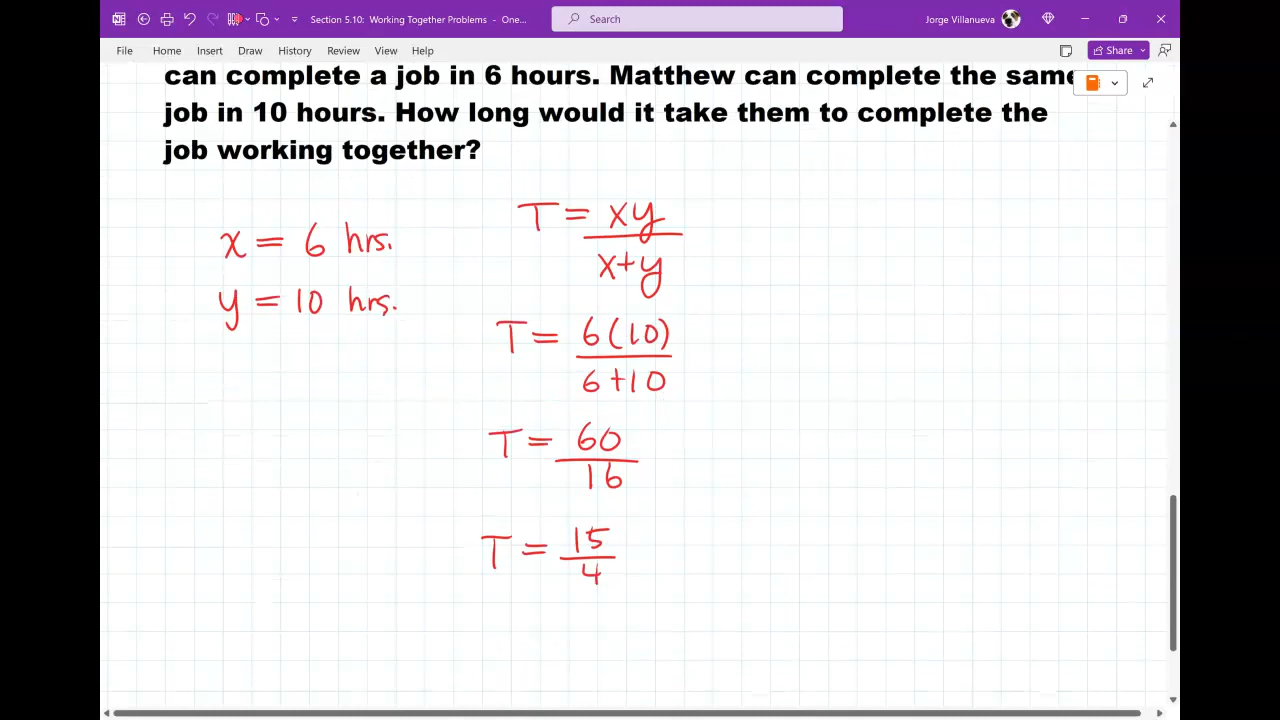 Section 5.10: Working Together Problems - One...
Search
Jorge Villanueva
File Home Insert Draw History Review View Help
Share
can complete a job in 6 hours. Matthew can complete the same
job in 10 hours. How long would it take them to complete the
job working together?
x = 6 hrs.
y = 10 hrs.
T = xy
x+y
T = 6(10)
6+10
T = 60
16
T = 15
4